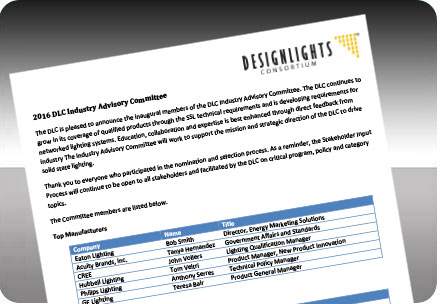 DESIGNLIGHTS
CONSORTIUM
2016 DLC Industry Advisory Committee
The DLC is pleased to announce the inaugural members of the DLC Industry Advisory Committee. The DLC continues to
grow in its coverage of qualified products through the SSL technical requirements and is developing requirements for
networked lighting systems. Education, collaboration and expertise is best enhanced through direct feedback from
industry The Industry Advisory Committee will work to support the mission and strategic direction of the DLC to drive
solid state lighting.
Thank you to everyone who participated in the nomination and selection process. As a reminder, the Stakeholder Input
Process will continue to be open to all stakeholders and facilitated by the DLC on critical program, policy and category
topics.
The Committee members are listed below.
Top Manufacturers
Company Name Title
Eaton Lighting Bob Smith Director, Energy Marketing Solutions
Acuity Brands, Inc. Tanya Hernandez Government Affairs and Standards
CREE John Volters Lighting Qualification Manager
Hubbell Lighting Tom Veltri Product Manager, New Product Innovation
Philips Lighting Anthony Serres Technical Policy Manager
GE Lighting Teresa Bair Product General Manager